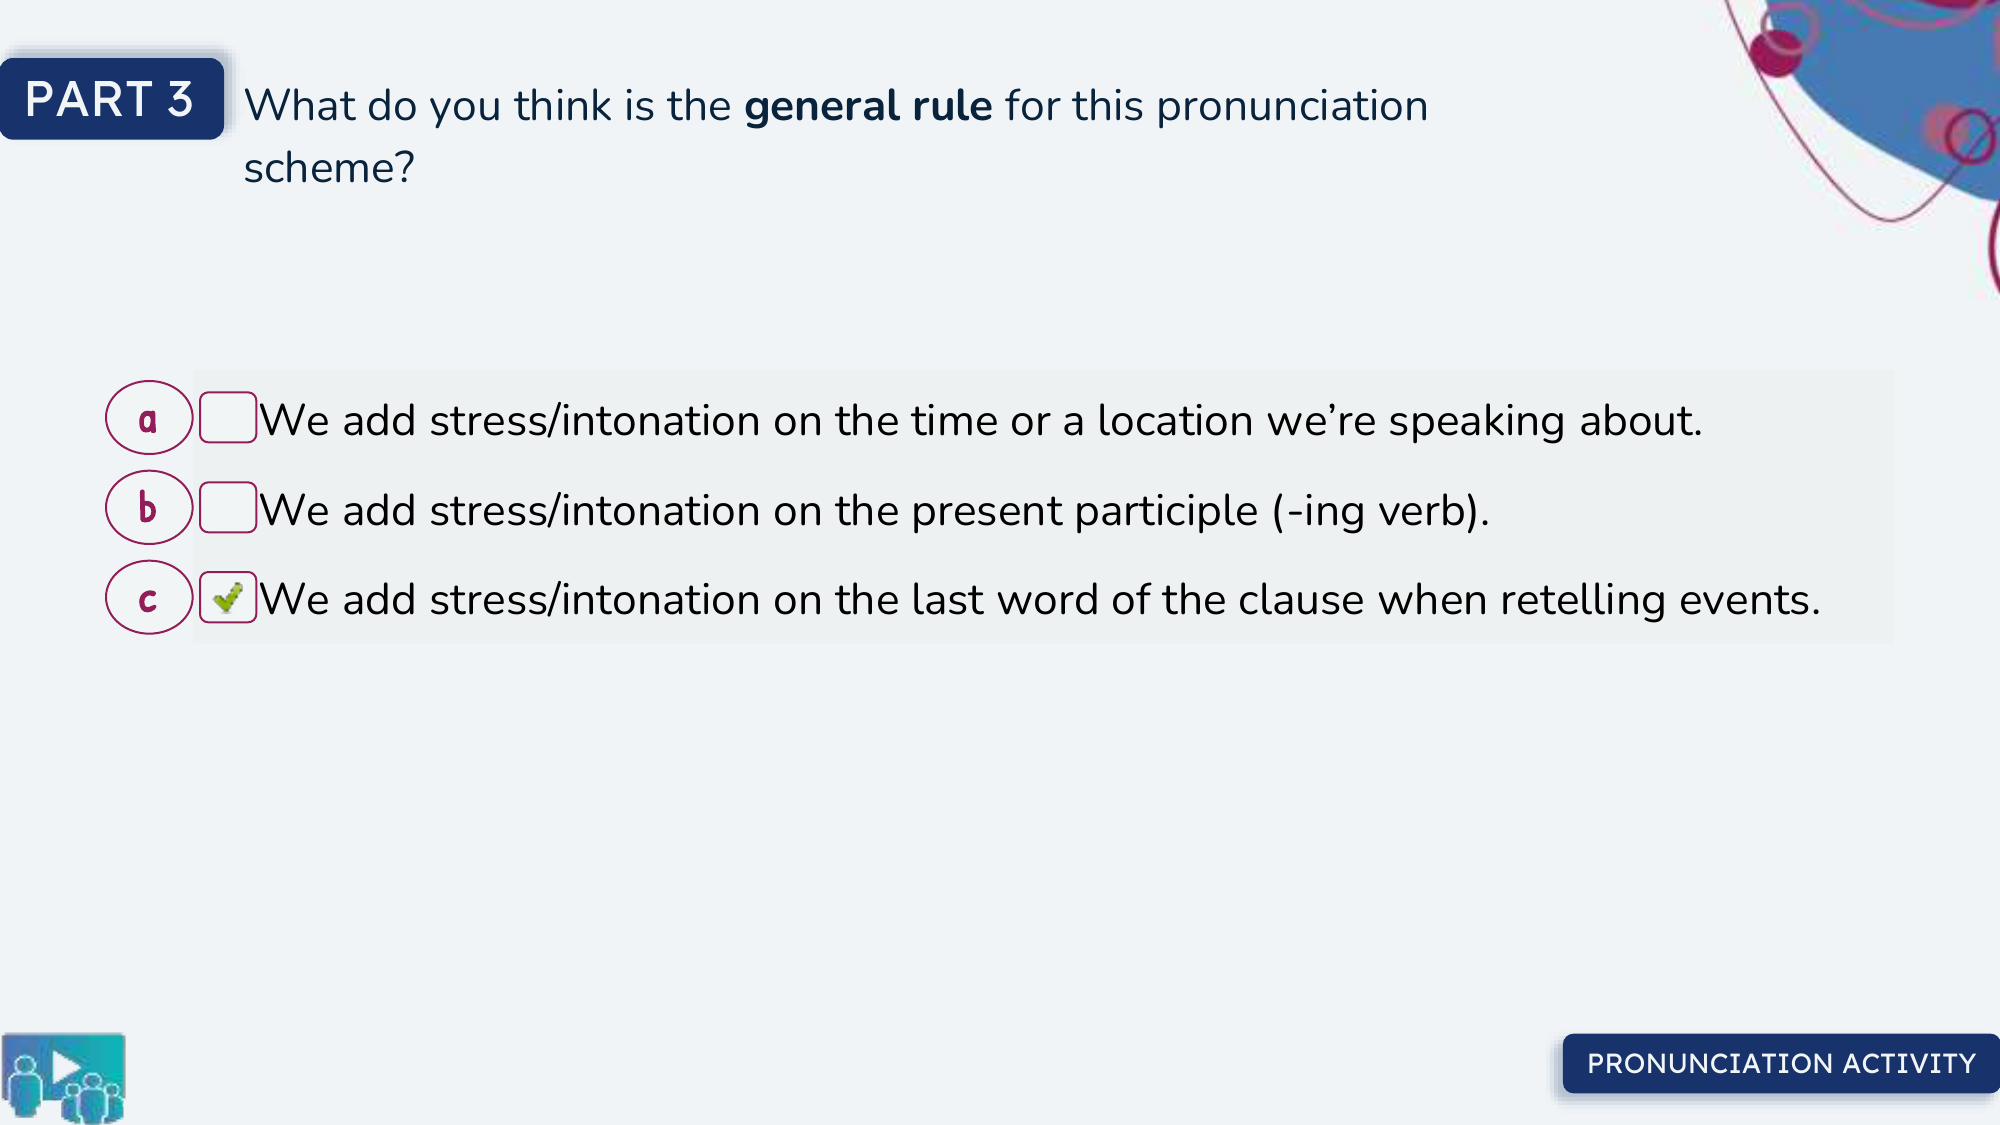 PART 3
What do you think is the general rule for this pronunciation
scheme?
a We add stress/intonation on the time or a location we’re speaking about.
b We add stress/intonation on the present participle (-ing verb).
c We add stress/intonation on the last word of the clause when retelling events.
PRONUNCIATION ACTIVITY